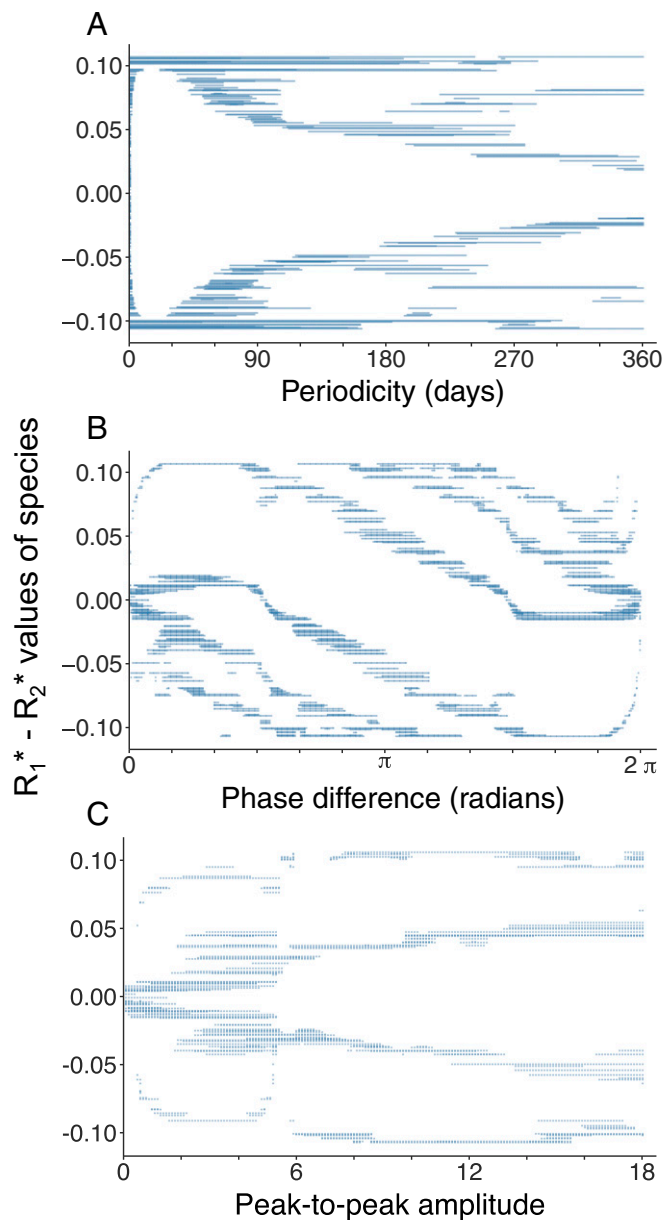 A
0.10
0.05
0.00
−0.05
−0.10
0 90 180 270 360
Periodicity (days)
R1* - R2* values of species
B
0.10
0.05
0.00
−0.05
−0.10
0 π 2 π
Phase difference (radians)
C
0.10
0.05
0.00
-0.05
-0.10
0 6 12 18
Peak-to-peak amplitude